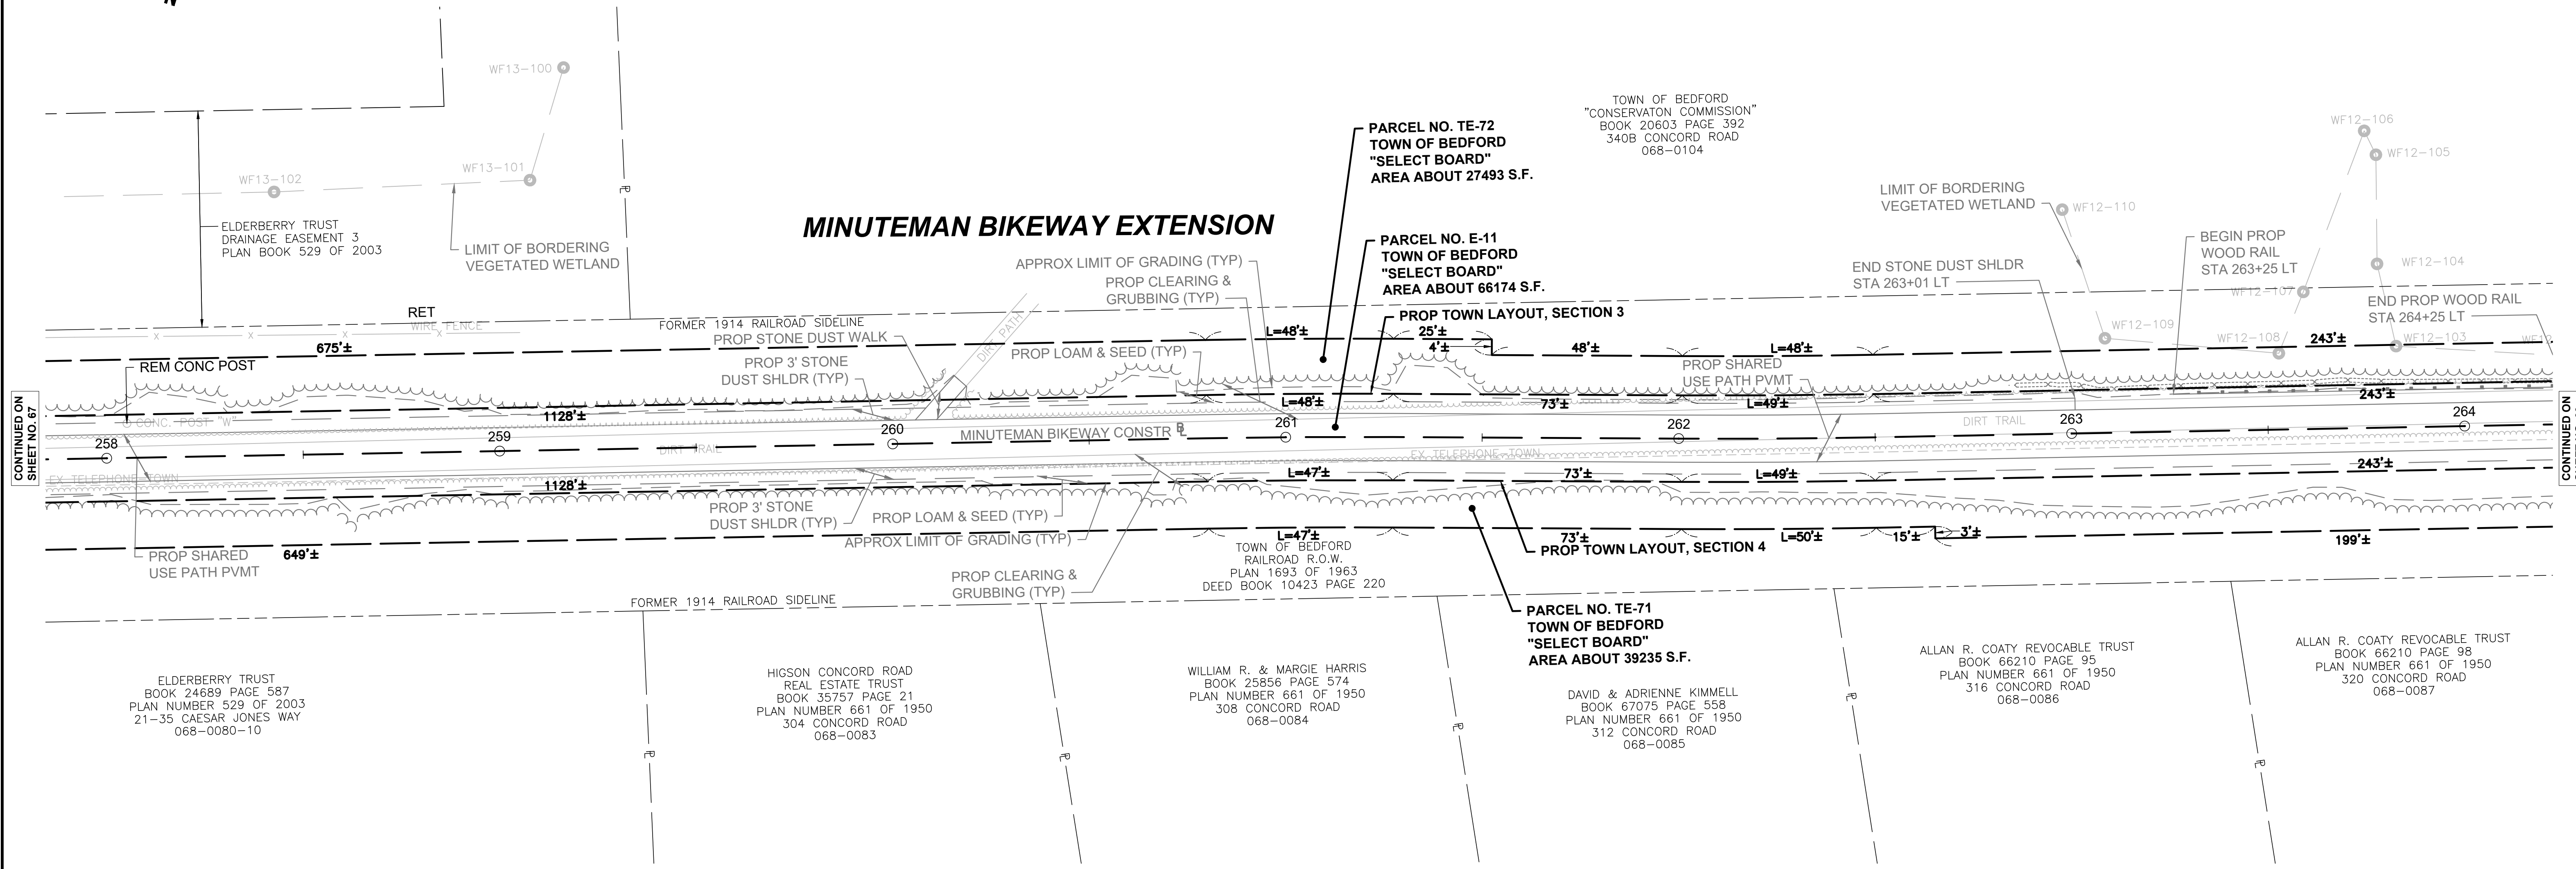 WF13-100
WF13-101
WF13-102
ELDERBERRY TRUST
DRAINAGE EASEMENT 3
PLAN BOOK 529 OF 2003
LIMIT OF BORDERING
VEGETATED WETLAND
MINUTEMAN BIKEWAY EXTENSION
PARCEL NO. TE-72
TOWN OF BEDFORD
"SELECT BOARD"
AREA ABOUT 27493 S.F.
TOWN OF BEDFORD
"CONSERVATON COMMISSION"
BOOK 20603 PAGE 392
340B CONCORD ROAD
068-0104
PARCEL NO. E-11
TOWN OF BEDFORD
"SELECT BOARD"
AREA ABOUT 66174 S.F.
WF12-106
WF12-105
WF12-110
WF12-104
WF12-107
WF12-109
WF12-108
WF12-103
LIMIT OF BORDERING
VEGETATED WETLAND
BEGIN PROP
WOOD RAIL
STA 263+25 LT
END STONE DUST SHLDR
STA 263+01 LT
END PROP WOOD RAIL
STA 264+25 LT
APPROX LIMIT OF GRADING (TYP)
PROP CLEARING &
GRUBBING (TYP)
RET
WIRE FENCE
FORMER 1914 RAILROAD SIDELINE
PROP STONE DUST WALK
DIRT PATH
PROP TOWN LAYOUT, SECTION 3
L=48'±
25'±
4'±
48'±
L=48'±
243'±
675'±
REM CONC POST
PROP 3' STONE
DUST SHLDR (TYP)
PROP LOAM & SEED (TYP)
PROP SHARED
USE PATH PVMT
CONTINUED ON
SHEET NO. 67
CONC. POST "W"
1128'±
L=48'±
73'±
L=49'±
243'±
258
259
260
261
262
263
264
DIRT TRAIL
MINUTEMAN BIKEWAY CONSTR BL
DIRT TRAIL
EX TELEPHONE-TOWN
EX TELEPHONE-TOWN
CONTINUED ON
1128'±
L=47'±
73'±
L=49'±
243'±
PROP 3' STONE
DUST SHLDR (TYP)
PROP LOAM & SEED (TYP)
APPROX LIMIT OF GRADING (TYP)
PROP SHARED
USE PATH PVMT
649'±
L=47'±
73'±
L=50'±
15'±
3'±
199'±
PROP TOWN LAYOUT, SECTION 4
TOWN OF BEDFORD
RAILROAD R.O.W.
PLAN 1693 OF 1963
DEED BOOK 10423 PAGE 220
PROP CLEARING &
GRUBBING (TYP)
FORMER 1914 RAILROAD SIDELINE
PARCEL NO. TE-71
TOWN OF BEDFORD
"SELECT BOARD"
AREA ABOUT 39235 S.F.
ELDERBERRY TRUST
BOOK 24689 PAGE 587
PLAN NUMBER 529 OF 2003
21-35 CAESAR JONES WAY
068-0080-10
HIGSON CONCORD ROAD
REAL ESTATE TRUST
BOOK 35757 PAGE 21
PLAN NUMBER 661 OF 1950
304 CONCORD ROAD
068-0083
WILLIAM R. & MARGIE HARRIS
BOOK 25856 PAGE 574
PLAN NUMBER 661 OF 1950
308 CONCORD ROAD
068-0084
DAVID & ADRIENNE KIMMELL
BOOK 67075 PAGE 558
PLAN NUMBER 661 OF 1950
312 CONCORD ROAD
068-0085
ALLAN R. COATY REVOCABLE TRUST
BOOK 66210 PAGE 95
PLAN NUMBER 661 OF 1950
316 CONCORD ROAD
068-0086
ALLAN R. COATY REVOCABLE TRUST
BOOK 66210 PAGE 98
PLAN NUMBER 661 OF 1950
320 CONCORD ROAD
068-0087
PL
PL
PL
PL
PL
PL